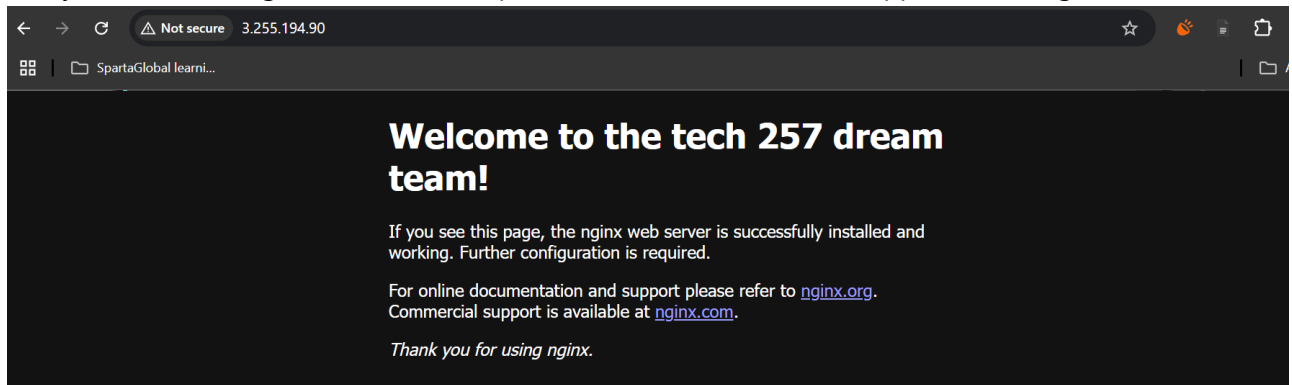 Not secure
3.255.194.90
SpartaGlobal learni...
Welcome to the tech 257 dream
team!
If you see this page, the nginx web server is successfully installed and
working. Further configuration is required.
For online documentation and support please refer to nginx.org.
Commercial support is available at nginx.com.
Thank you for using nginx.